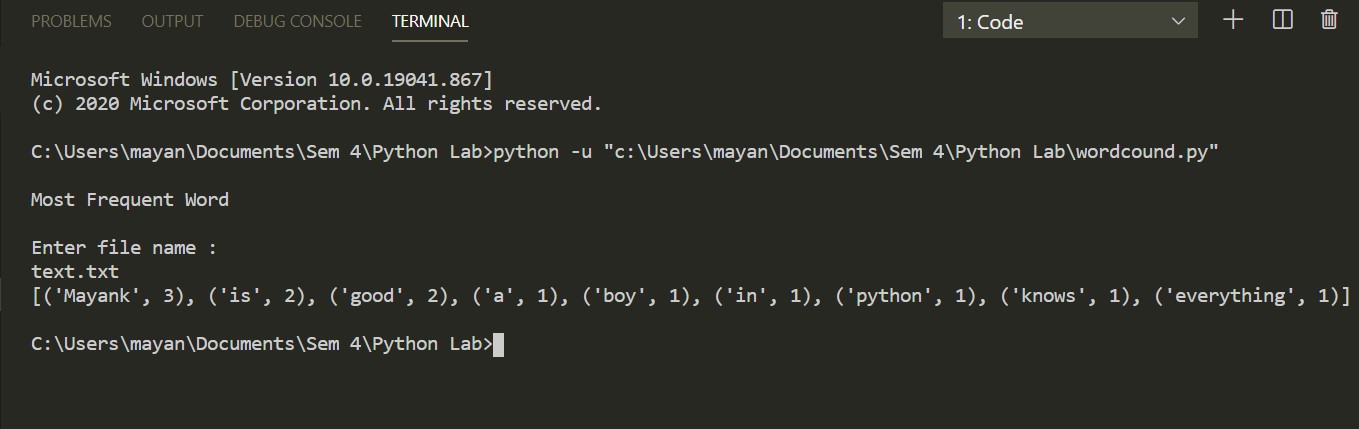 PROBLEMS OUTPUT DEBUG CONSOLE TERMINAL 1: Code
Microsoft Windows [Version 10.0.19041.867]
(c) 2020 Microsoft Corporation. All rights reserved.
C:\Users\mayan\Documents\Sem 4\Python Lab>python -u "c:\Users\mayan\Documents\Sem 4\Python Lab\wordcound.py"
Most Frequent Word
Enter file name :
text.txt
[('Mayank', 3), ('is', 2), ('good', 2), ('a', 1), ('boy', 1), ('in', 1), ('python', 1), ('knows', 1), ('everything', 1)]
C:\Users\mayan\Documents\Sem 4\Python Lab>